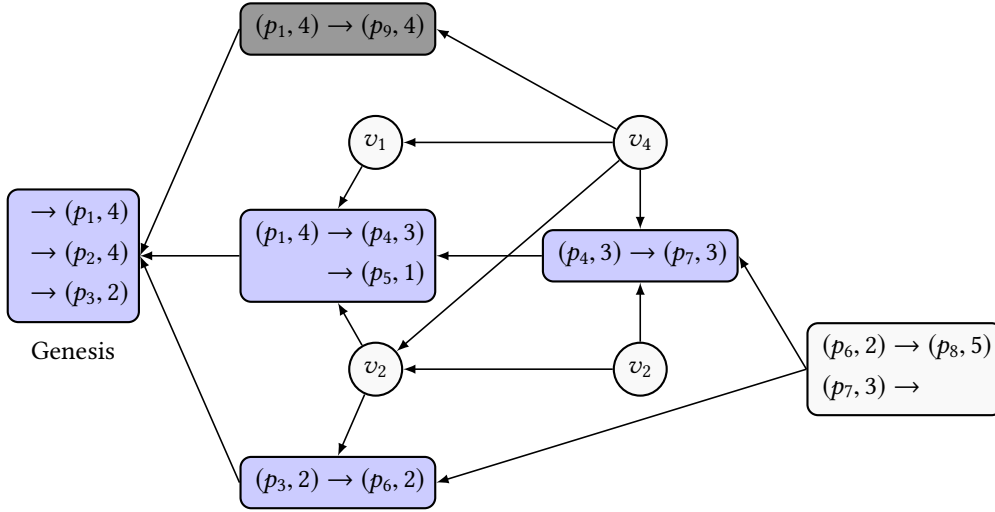 (p₁, 4) → (p₉, 4)
v₁
v₄
→ (p₁, 4)
→ (p₂, 4)
→ (p₃, 2)
Genesis
(p₁, 4) → (p₄, 3)
→ (p₅, 1)
(p₄, 3) → (p₇, 3)
v₂
v₂
(p₆, 2) → (p₈, 5)
(p₇, 3) →
(p₃, 2) → (p₆, 2)